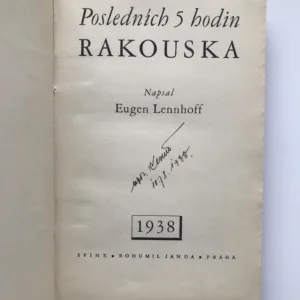 Posledních 5 hodin
RAKOUSKA
Napsal
Eugen Lennhoff
1938
SFINX • BOHUMIL JANDA • PRAHA